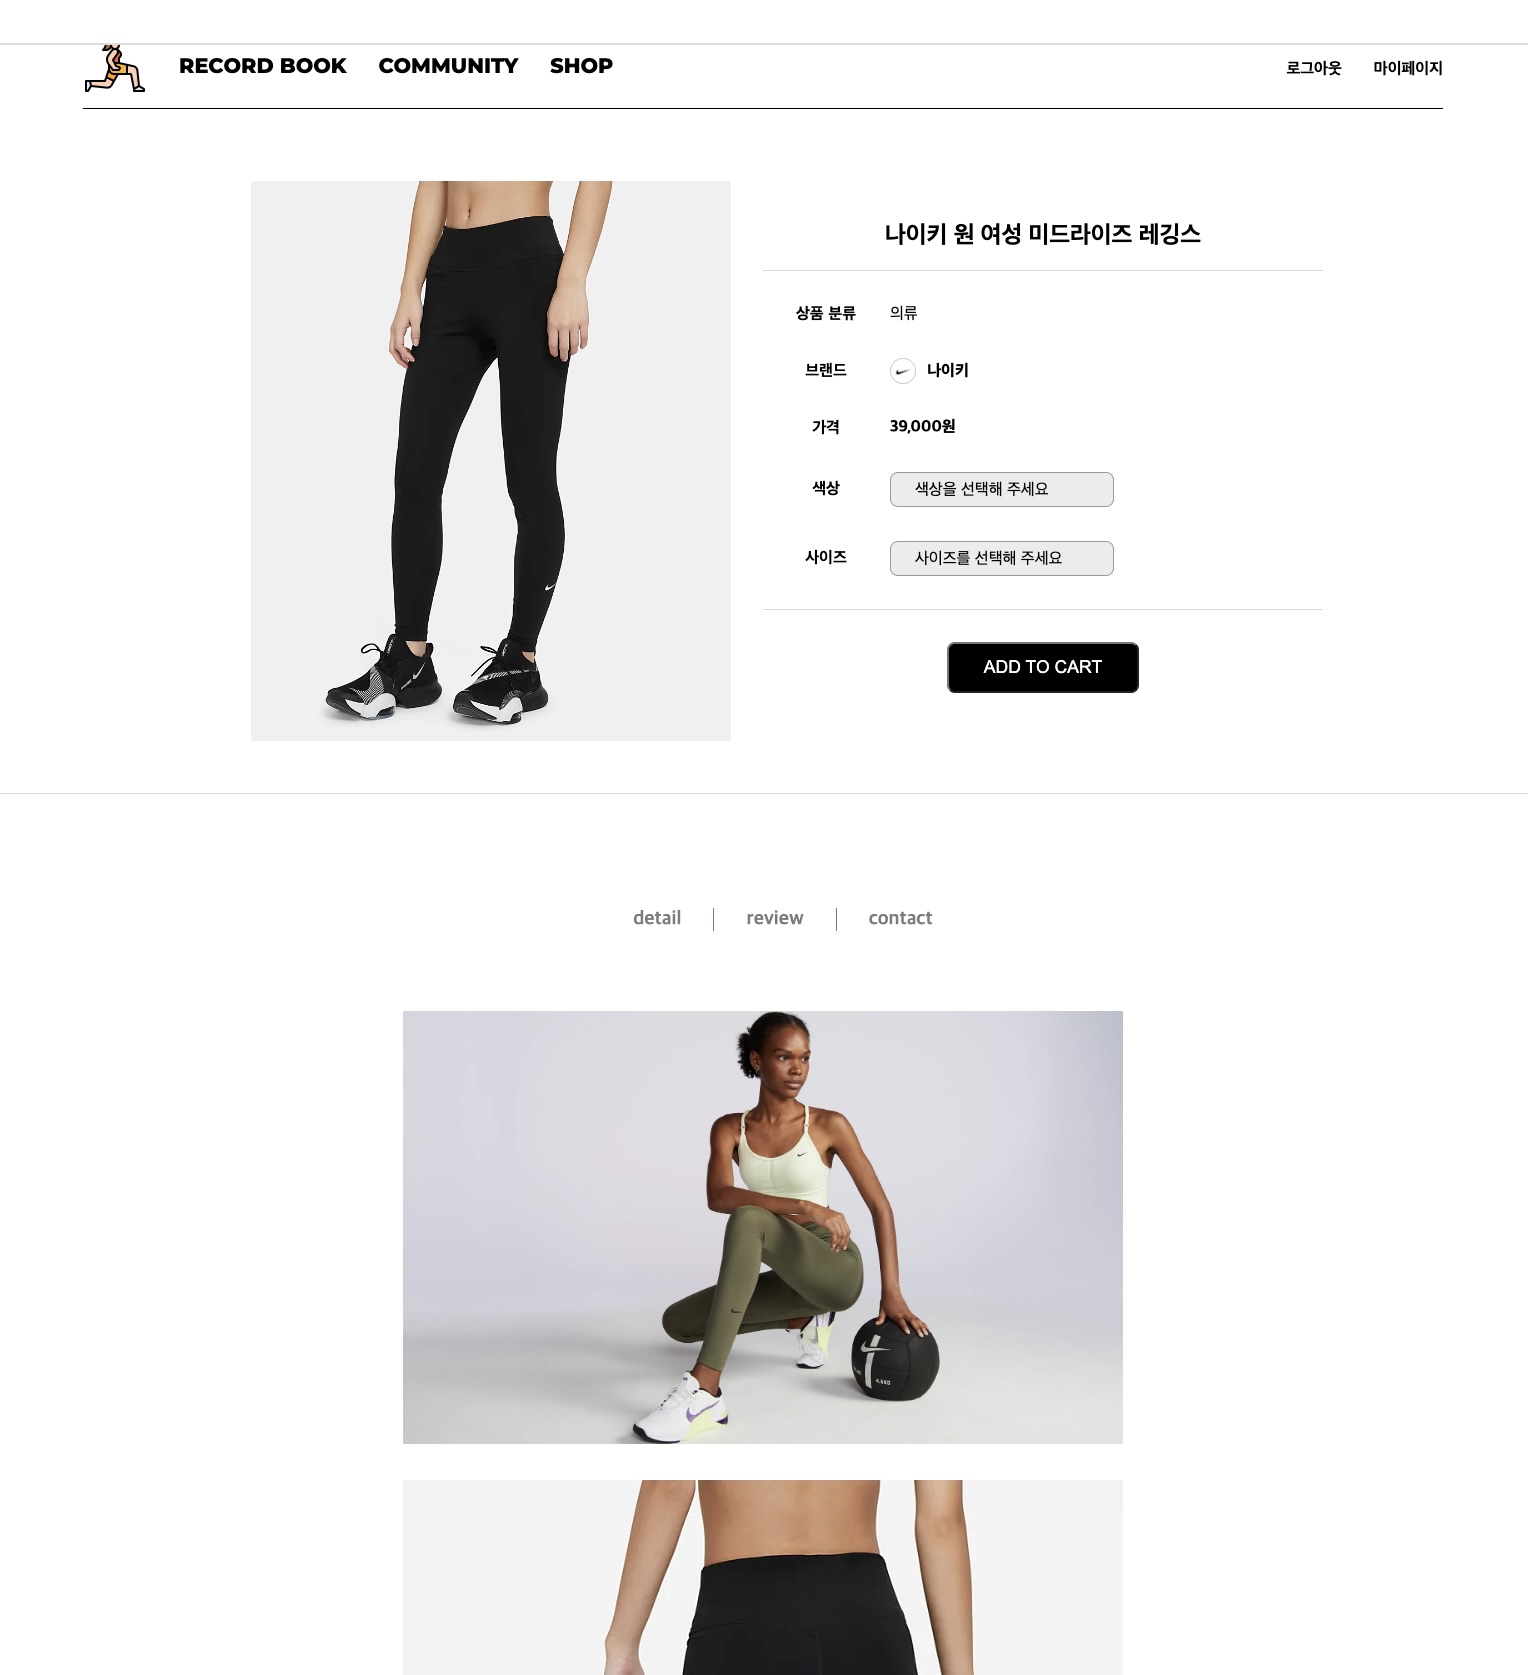 RECORD BOOK COMMUNITY SHOP 로그아웃 마이페이지
나이키 원 여성 미드라이즈 레깅스
상품 분류 의류
브랜드 나이키
가격 39,000원
색상 색상을 선택해 주세요
사이즈 사이즈를 선택해 주세요
ADD TO CART
detail review contact
4.5KG